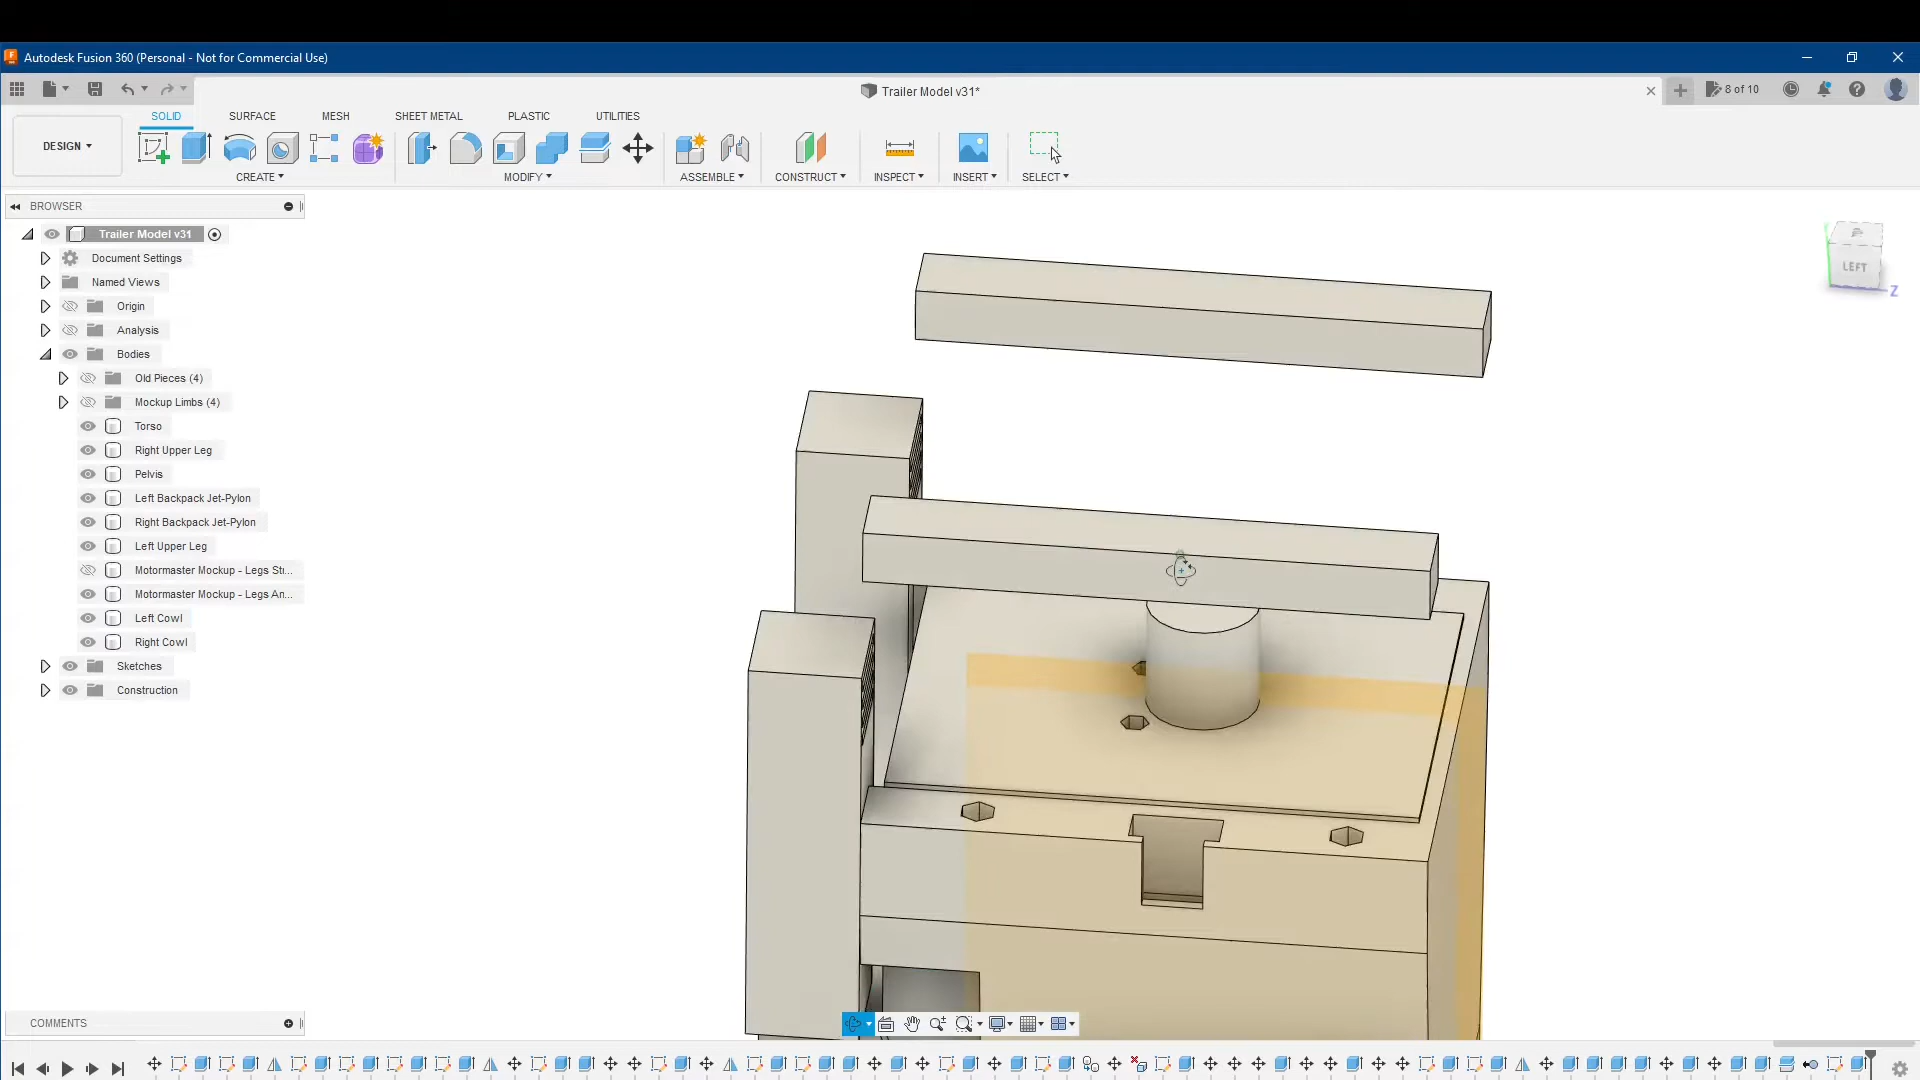 Autodesk Fusion 360 (Personal - Not for Commercial Use)
Trailer Model v31*
8 of 10
SOLID SURFACE MESH SHEET METAL PLASTIC UTILITIES
DESIGN
CREATE MODIFY ASSEMBLE CONSTRUCT INSPECT INSERT SELECT
BROWSER
Trailer Model v31
Document Settings
Named Views
Origin
Analysis
Bodies
Old Pieces (4)
Mockup Limbs (4)
Torso
Right Upper Leg
Pelvis
Left Backpack Jet-Pylon
Right Backpack Jet-Pylon
Left Upper Leg
Motormaster Mockup - Legs Str...
Motormaster Mockup - Legs An...
Left Cowl
Right Cowl
Sketches
Construction
LEFT
Z
COMMENTS